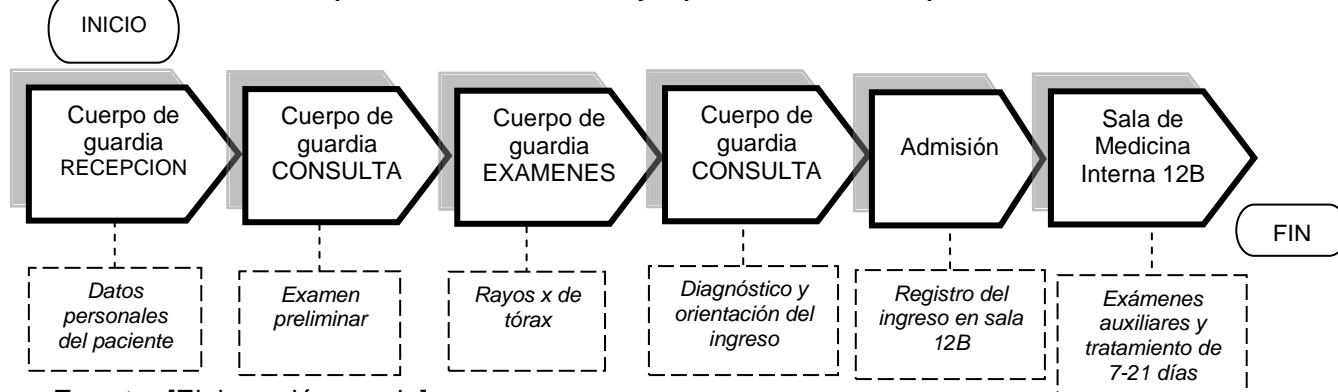 INICIO
Cuerpo de
guardia
RECEPCION
Cuerpo de
guardia
CONSULTA
Cuerpo de
guardia
EXAMENES
Cuerpo de
guardia
CONSULTA
Admisión
Sala de
Medicina
Interna 12B
FIN
Datos
personales
del paciente
Examen
preliminar
Rayos x de
tórax
Diagnóstico y
orientación del
ingreso
Registro del
ingreso en sala
12B
Exámenes
auxiliares y
tratamiento de
7-21 días